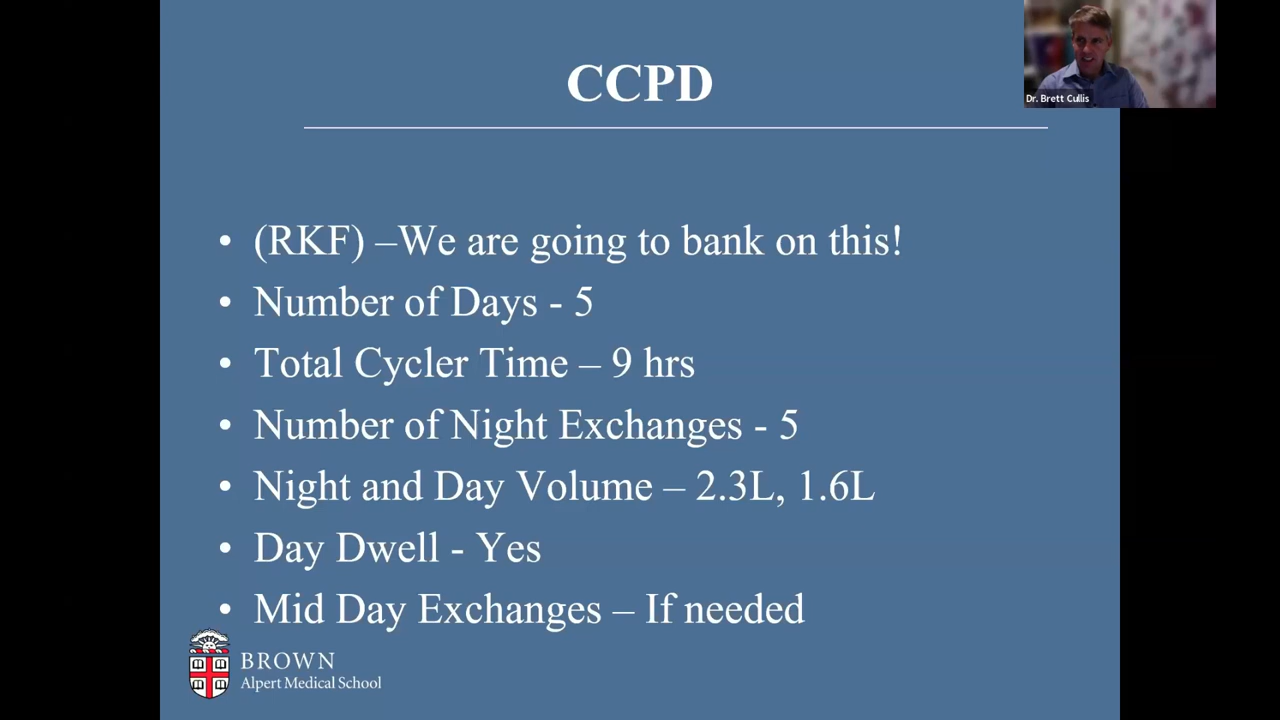 CCPD
Dr. Brett Cullis
• (RKF) –We are going to bank on this!
• Number of Days - 5
• Total Cycler Time – 9 hrs
• Number of Night Exchanges - 5
• Night and Day Volume – 2.3L, 1.6L
• Day Dwell - Yes
• Mid Day Exchanges – If needed
BROWN
Alpert Medical School